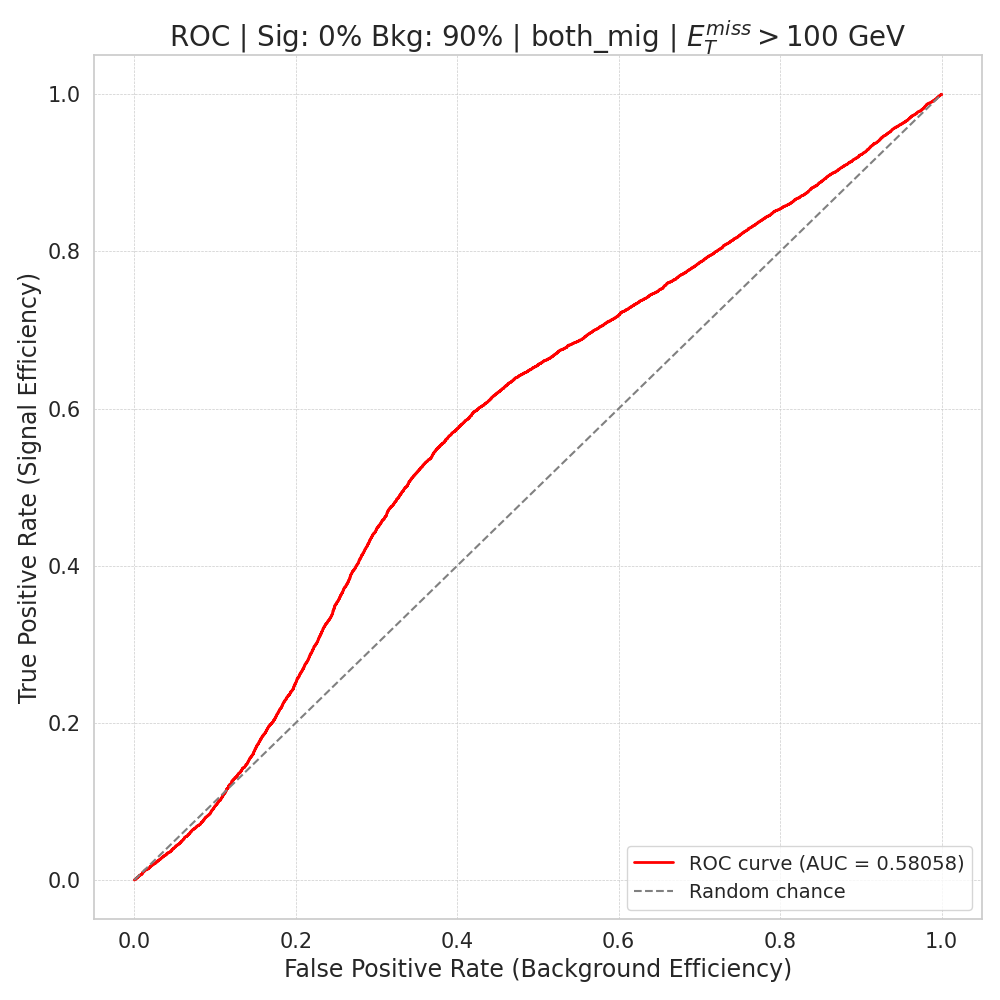 ROC | Sig: 0% Bkg: 90% | both_mig | $E_T^{miss} > 100$ GeV
1.0
0.8
0.6
0.4
0.2
0.0
True Positive Rate (Signal Efficiency)
ROC curve (AUC = 0.58058)
Random chance
0.0 0.2 0.4 0.6 0.8 1.0
False Positive Rate (Background Efficiency)